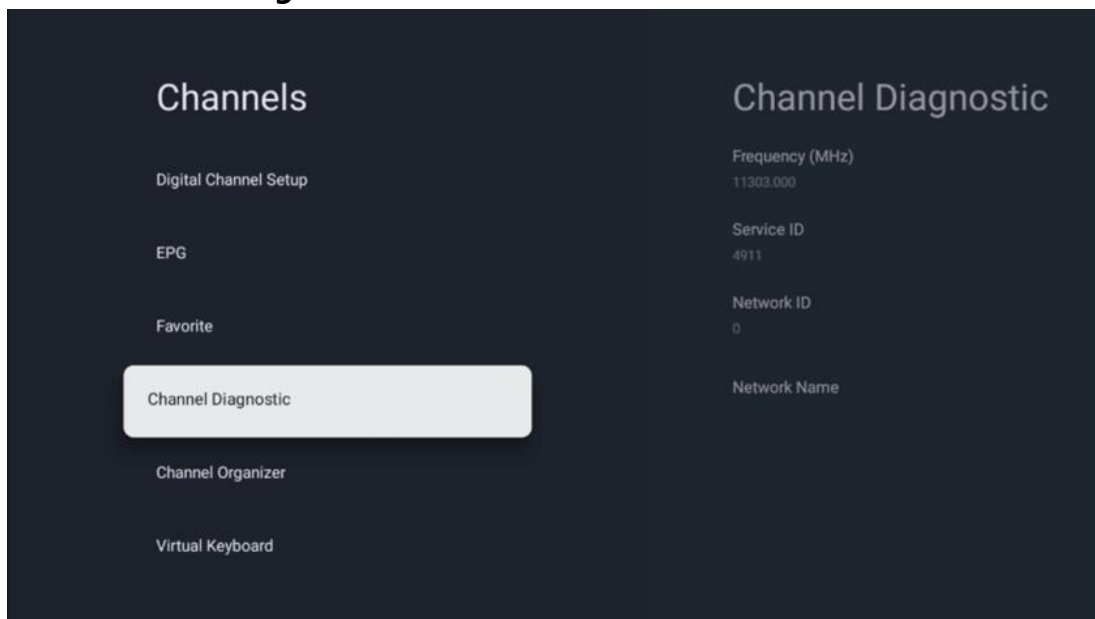 Channels
Digital Channel Setup
EPG
Favorite
Channel Diagnostic
Channel Organizer
Virtual Keyboard
Channel Diagnostic
Frequency (MHz)
11303.000
Service ID
4911
Network ID
0
Network Name